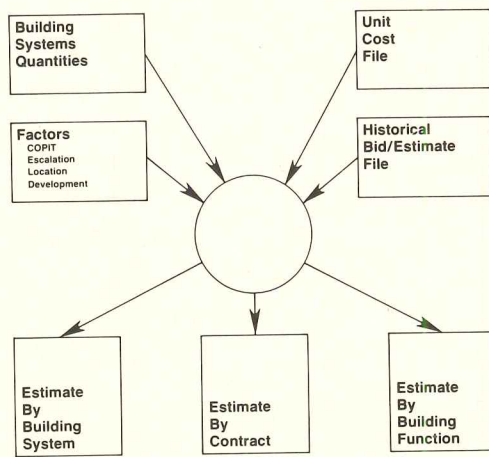 Building
Systems
Quantities
Unit
Cost
File
Factors
COPIT
Escalation
Location
Development
Historical
Bid/Estimate
File
Estimate
By
Building
System
Estimate
By
Contract
Estimate
By
Building
Function